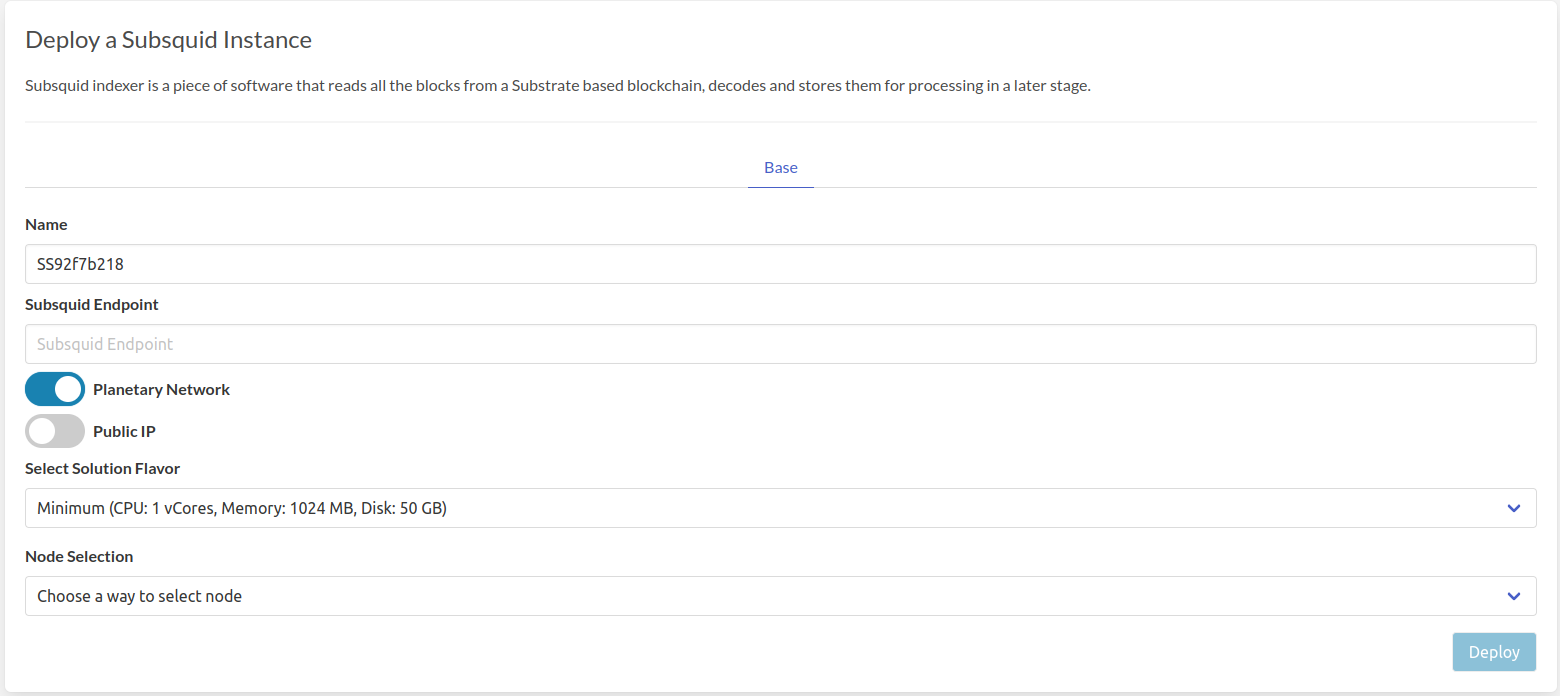 Deploy a Subsquid Instance
Subsquid indexer is a piece of software that reads all the blocks from a Substrate based blockchain, decodes and stores them for processing in a later stage.
Base
Name
SS92f7b218
Subsquid Endpoint
Subsquid Endpoint
Planetary Network
Public IP
Select Solution Flavor
Minimum (CPU: 1 vCores, Memory: 1024 MB, Disk: 50 GB)
Node Selection
Choose a way to select node
Deploy